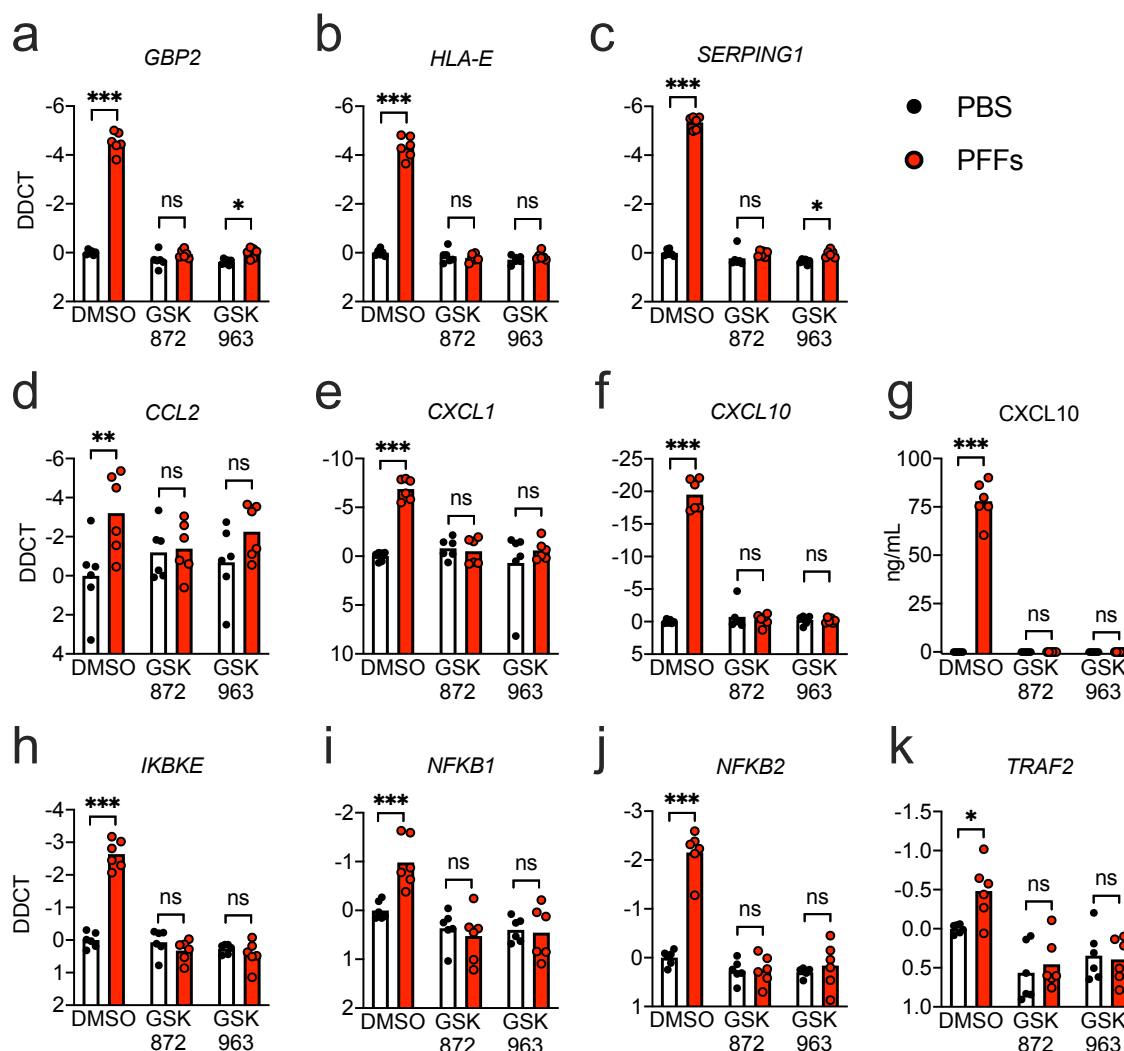 a
GBP2
***
ns
*
DDCT
-6
-4
-2
0
2
DMSO
GSK
872
GSK
963
b
HLA-E
***
ns
ns
-6
-4
-2
0
2
DMSO
GSK
872
GSK
963
c
SERPING1
***
ns
*
DDCT
-6
-4
-2
0
2
DMSO
GSK
872
GSK
963
PBS
PFFs
d
CCL2
**
ns
ns
DDCT
-6
-4
-2
0
2
4
DMSO
GSK
872
GSK
963
e
CXCL1
***
ns
ns
-10
-5
0
5
10
DMSO
GSK
872
GSK
963
f
CXCL10
***
ns
ns
-25
-20
-15
-10
-5
0
5
DMSO
GSK
872
GSK
963
g
CXCL10
***
ns
ns
ng/mL
100
75
50
25
0
DMSO
GSK
872
GSK
963
h
IKBKE
***
ns
ns
DDCT
-4
-3
-2
-1
0
1
2
DMSO
GSK
872
GSK
963
i
NFKB1
***
ns
ns
-2
-1
0
1
2
DMSO
GSK
872
GSK
963
j
NFKB2
***
ns
ns
-3
-2
-1
0
1
DMSO
GSK
872
GSK
963
k
TRAF2
*
ns
ns
-1.5
-1.0
-0.5
0.0
0.5
1.0
DMSO
GSK
872
GSK
963